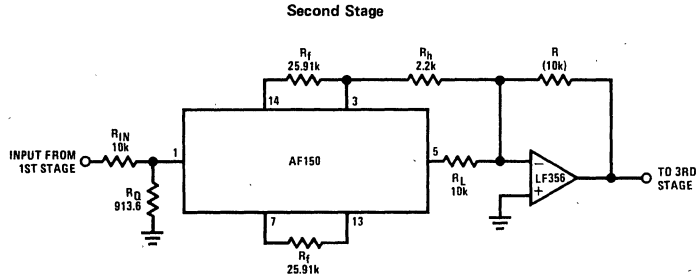 Second Stage
Rf
25.91k
Rh
2.2k
R
(10k)
14
3
RIN
10k
INPUT FROM
1ST STAGE
1
AF150
5
RL
10k
−
LF356
+
TO 3RD
STAGE
RQ
913.6
7
13
Rf
25.91k